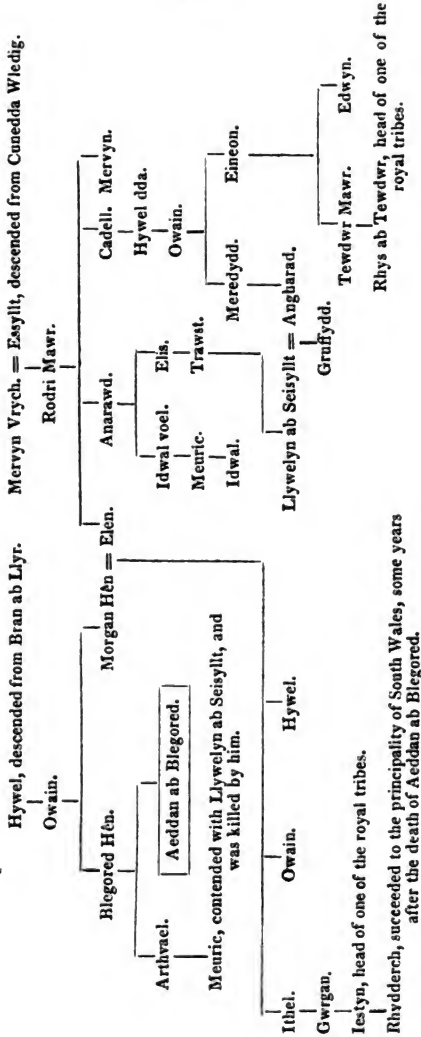 Hywel, descended from Bran ab Llyr. Mervyn Vrych. = Essyllt, descended from Cunedda Wledig.
Owain. Rodri Mawr.
Blegored Hên. Morgan Hên = Elen. Anarawd. Cadell. Mervyn.
Hywel dda.
Arthvael. Aeddan ab Blegored. Idwal voel. Elis. Owain.
Meuric, contended with Llywelyn ab Seisyllt, and
was killed by him.
Meuric. Trawst. Meredydd. Eineon.
Idwal.
Ithel. Owain. Hywel. Llywelyn ab Seisyllt = Angharad.
Gwrgan. Gruffydd. Tewdwr Mawr. Edwyn.
Iestyn, head of one of the royal tribes. Rhys ab Tewdwr, head of one of the
royal tribes.
Rhydderch, succeeded to the principality of South Wales, some years
after the death of Aeddan ab Blegored.